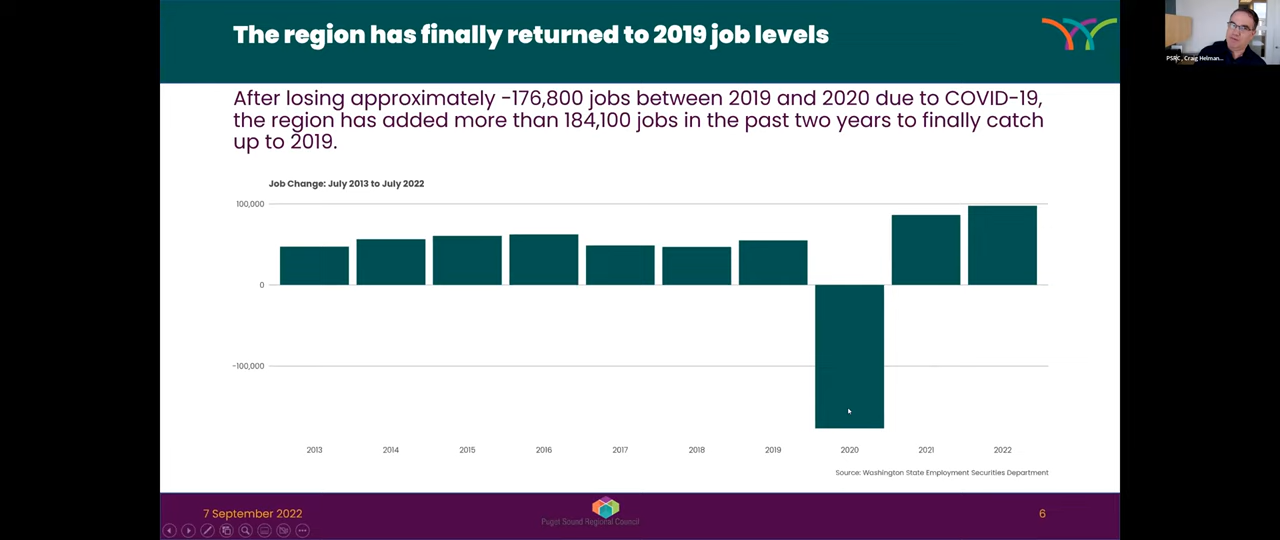 The region has finally returned to 2019 job levels
PSRC, Craig Helman...
After losing approximately -176,800 jobs between 2019 and 2020 due to COVID-19,
the region has added more than 184,100 jobs in the past two years to finally catch
up to 2019.
Job Change: July 2013 to July 2022
100,000
0
-100,000
2013 2014 2015 2016 2017 2018 2019 2020 2021 2022
Source: Washington State Employment Securities Department
7 September 2022
Puget Sound Regional Council
6